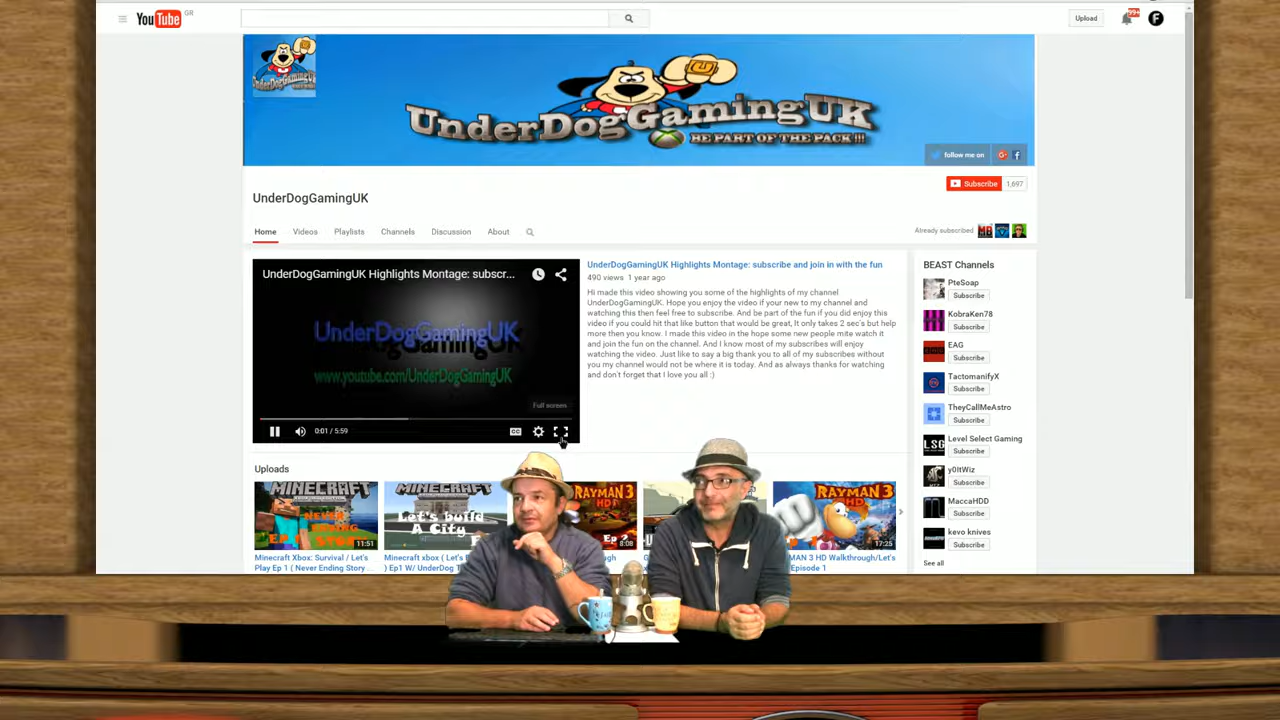 YouTube GR
Upload
99+
F
UnderDogGamingUK
UnderDogGamingUK
BE PART OF THE PACK !!!
follow me on
Subscribe 1,697
UnderDogGamingUK
Home Videos Playlists Channels Discussion About
Already subscribed
UnderDogGamingUK Highlights Montage: subscr...
UnderDogGamingUK
www.youtube.com/UnderDogGamingUK
Full screen
0:01 / 5:59
UnderDogGamingUK Highlights Montage: subscribe and join in with the fun
490 views 1 year ago
Hi made this video showing you some of the highlights of my channel
UnderDogGamingUK. Hope you enjoy the video if your new to my channel and
watching this then feel free to subscribe. And be part of the fun if you did enjoy this
video if you could hit that like button that would be great, It only takes 2 sec's but help
more then you know. I made this video in the hope some new people mite watch it
and join the fun on the channel. And I know most of my subscribes will enjoy
watching the video. Just like to say a big thank you to all of my subscribes without
you my channel would not be where it is today. And as always thanks for watching
and don't forget that I love you all :)
BEAST Channels
PteSoap
Subscribe
KobraKen78
Subscribe
EAG
Subscribe
TactomanifyX
Subscribe
TheyCallMeAstro
Subscribe
LSG
Level Select Gaming
Subscribe
y0ItWiz
Subscribe
MaccaHDD
Subscribe
kevo knives
Subscribe
See all
Uploads
MINECRAFT
NEVER
ENDING
STORY
EP 1
11:51
Minecraft Xbox: Survival / Let's
Play Ep 1 ( Never Ending Story ...
MINECRAFT
Let's build
A City
Minecraft xbox ( Let's
) Ep1 W/ UnderDog
RAYMAN 3
HD
Ep 2
8:08
RAYMAN 3
HD
17:25
MAN 3 HD Walkthrough/Let's
Episode 1